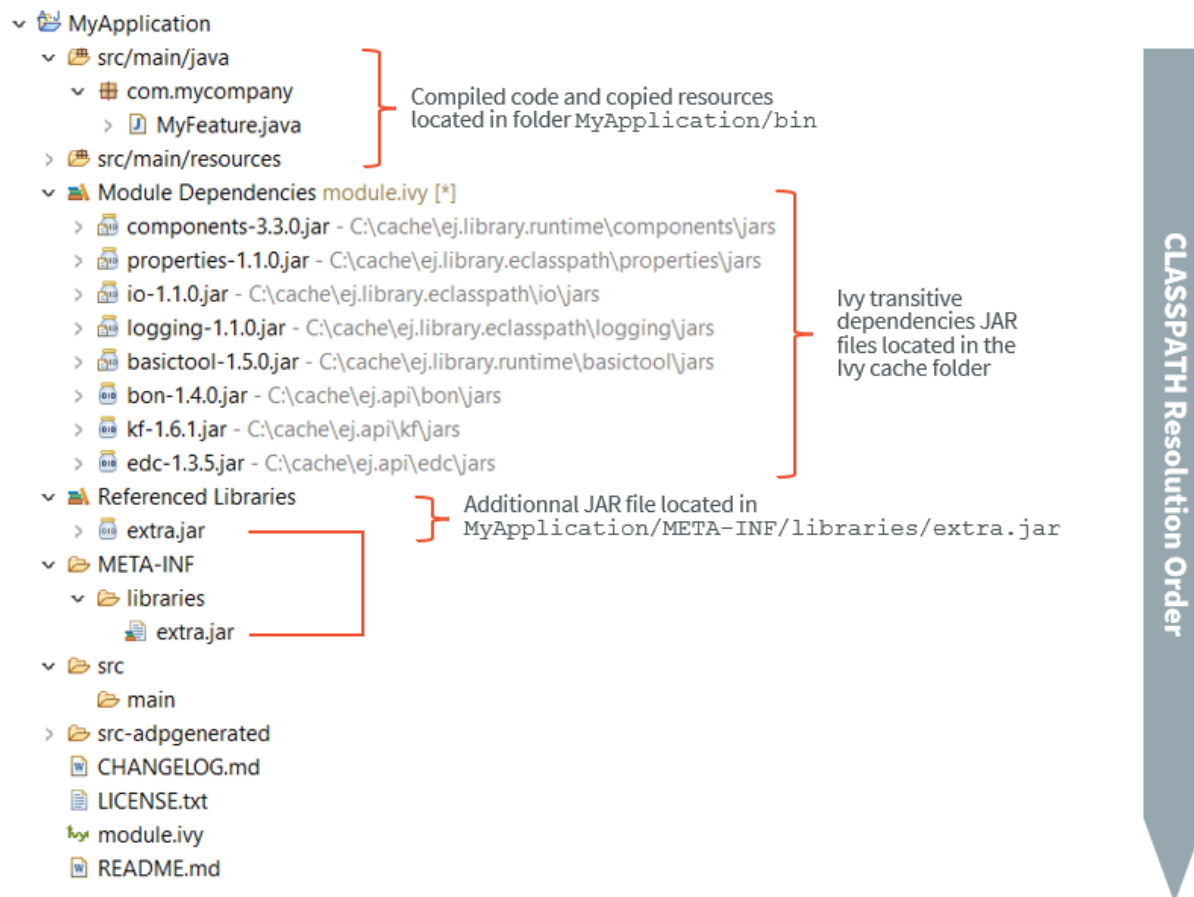 MyApplication
src/main/java
com.mycompany
MyFeature.java
src/main/resources
Compiled code and copied resources
located in folder MyApplication/bin
Module Dependencies module.ivy [*]
components-3.3.0.jar - C:\cache\ej.library.runtime\components\jars
properties-1.1.0.jar - C:\cache\ej.library.eclasspath\properties\jars
io-1.1.0.jar - C:\cache\ej.library.eclasspath\io\jars
logging-1.1.0.jar - C:\cache\ej.library.eclasspath\logging\jars
basictool-1.5.0.jar - C:\cache\ej.library.runtime\basictool\jars
bon-1.4.0.jar - C:\cache\ej.api\bon\jars
kf-1.6.1.jar - C:\cache\ej.api\kf\jars
edc-1.3.5.jar - C:\cache\ej.api\edc\jars
Ivy transitive
dependencies JAR
files located in the
Ivy cache folder
Referenced Libraries
extra.jar
Additionnal JAR file located in
MyApplication/META-INF/libraries/extra.jar
META-INF
libraries
extra.jar
src
main
src-adpgenerated
CHANGELOG.md
LICENSE.txt
module.ivy
README.md
CLASSPATH Resolution Order